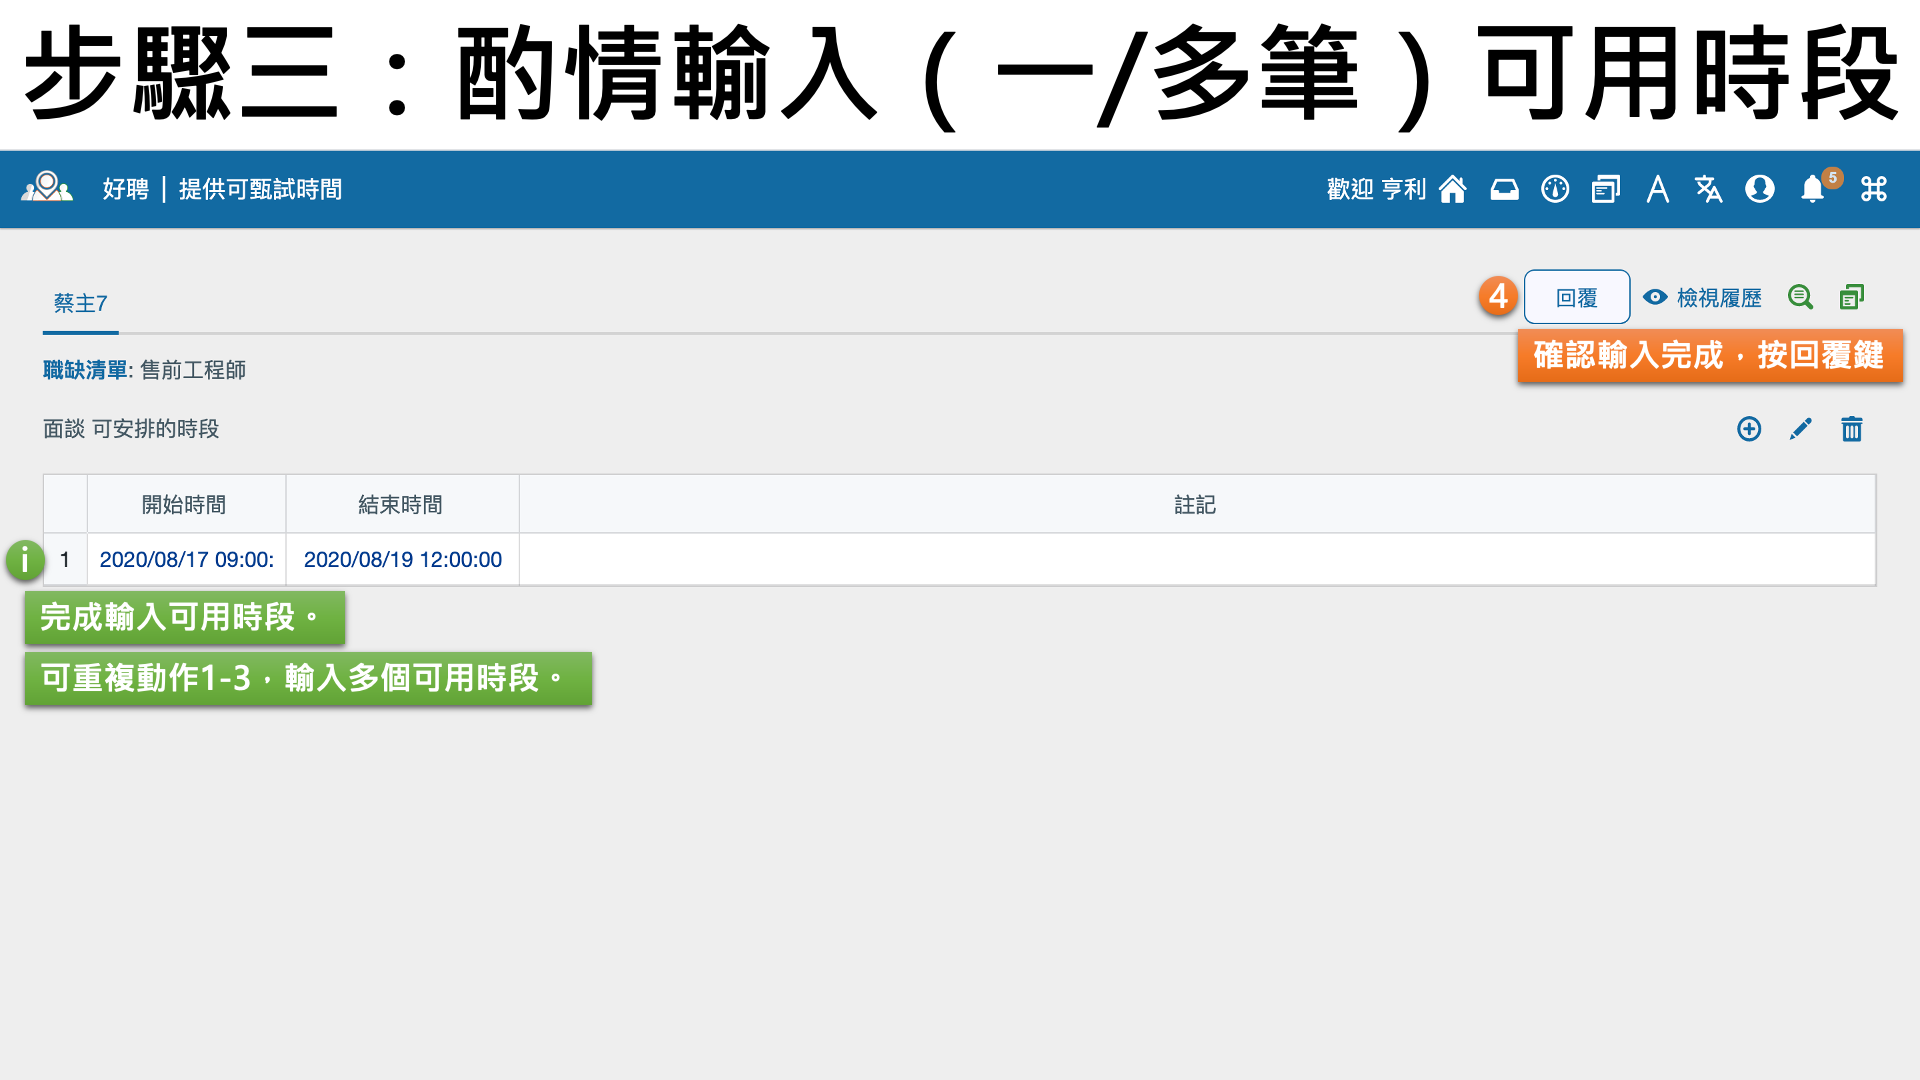 步驟三：酌情輸入（一/多筆）可用時段
好聘 | 提供可甄試時間
歡迎 亨利
5
蔡主7
4
回覆
檢視履歷
確認輸入完成，按回覆鍵
職缺清單: 售前工程師
面談 可安排的時段
開始時間 結束時間 註記
i 1 2020/08/17 09:00: 2020/08/19 12:00:00
完成輸入可用時段。
可重複動作1-3，輸入多個可用時段。